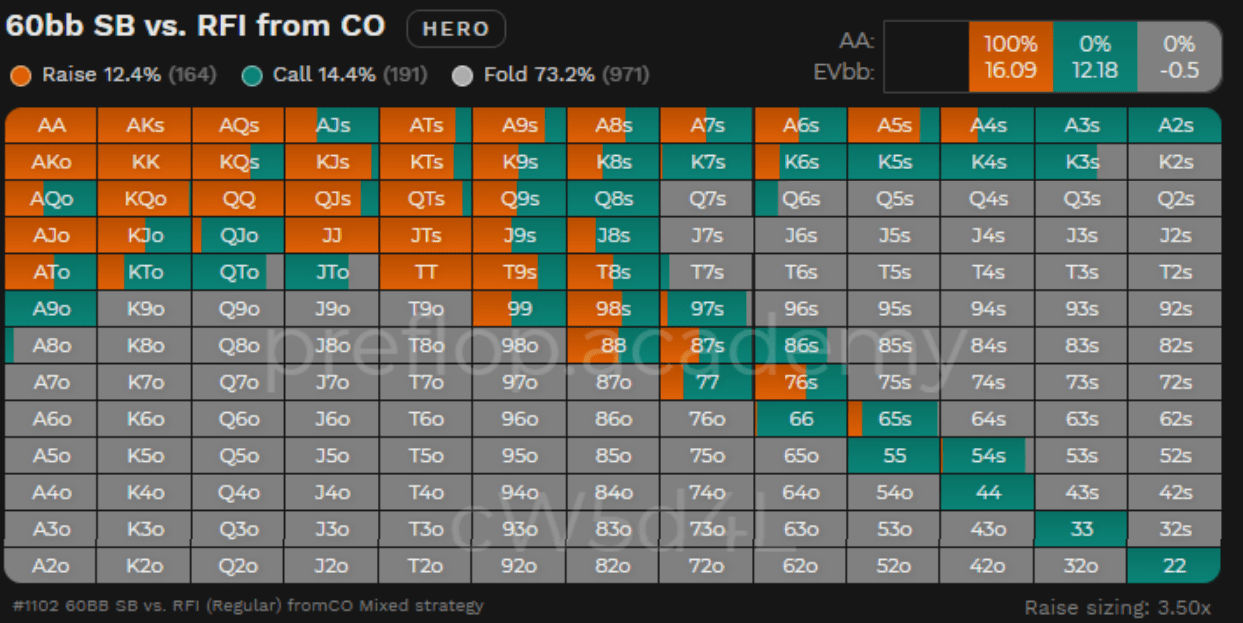 60bb SB vs. RFI from CO HERO
AA: 100% 0% 0%
EVbb: 16.09 12.18 -0.5
Raise 12.4% (164) Call 14.4% (191) Fold 73.2% (971)
AA AKs AQs AJs ATs A9s A8s A7s A6s A5s A4s A3s A2s
AKo KK KQs KJs KTs K9s K8s K7s K6s K5s K4s K3s K2s
AQo KQo QQ QJs QTs Q9s Q8s Q7s Q6s Q5s Q4s Q3s Q2s
AJo KJo QJo JJ JTs J9s J8s J7s J6s J5s J4s J3s J2s
ATo KTo QTo JTo TT T9s T8s T7s T6s T5s T4s T3s T2s
A9o K9o Q9o J9o T9o 99 98s 97s 96s 95s 94s 93s 92s
A8o K8o Q8o J8o T8o 98o 88 87s 86s 85s 84s 83s 82s
preflop.academy
A7o K7o Q7o J7o T7o 97o 87o 77 76s 75s 74s 73s 72s
A6o K6o Q6o J6o T6o 96o 86o 76o 66 65s 64s 63s 62s
A5o K5o Q5o J5o T5o 95o 85o 75o 65o 55 54s 53s 52s
A4o K4o Q4o J4o T4o 94o 84o 74o 64o 54o 44 43s 42s
cW5d4L
A3o K3o Q3o J3o T3o 93o 83o 73o 63o 53o 43o 33 32s
A2o K2o Q2o J2o T2o 92o 82o 72o 62o 52o 42o 32o 22
#1102 60BB SB vs. RFI (Regular) fromCO Mixed strategy Raise sizing: 3.50x